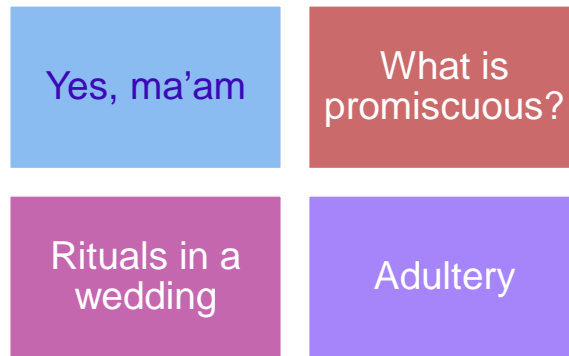 Yes, ma’am
What is
promiscuous?
Rituals in a
wedding
Adultery